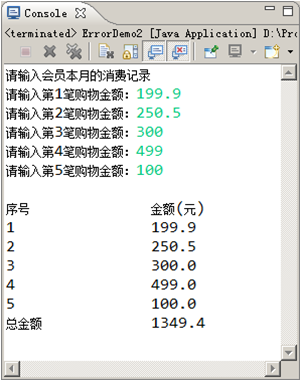 Console
<terminated> ErrorDemo2 [Java Application] D:\Pro
请输入会员本月的消费记录
请输入第1笔购物金额：199.9
请输入第2笔购物金额：250.5
请输入第3笔购物金额：300
请输入第4笔购物金额：499
请输入第5笔购物金额：100
序号 金额(元)
1 199.9
2 250.5
3 300.0
4 499.0
5 100.0
总金额 1349.4